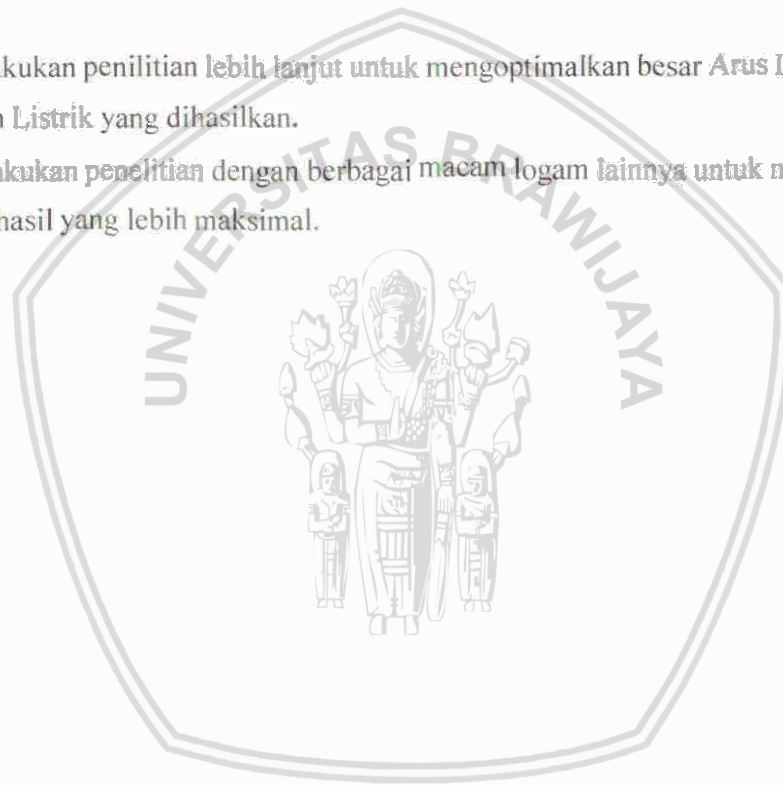 kukan penilitian lebih lanjut untuk mengoptimalkan besar Arus
Listrik yang dihasilkan.
kukan penelitian dengan berbagai macam logam lainnya untuk
hasil yang lebih maksimal.
UNIVERSITAS BRAWIJAYA